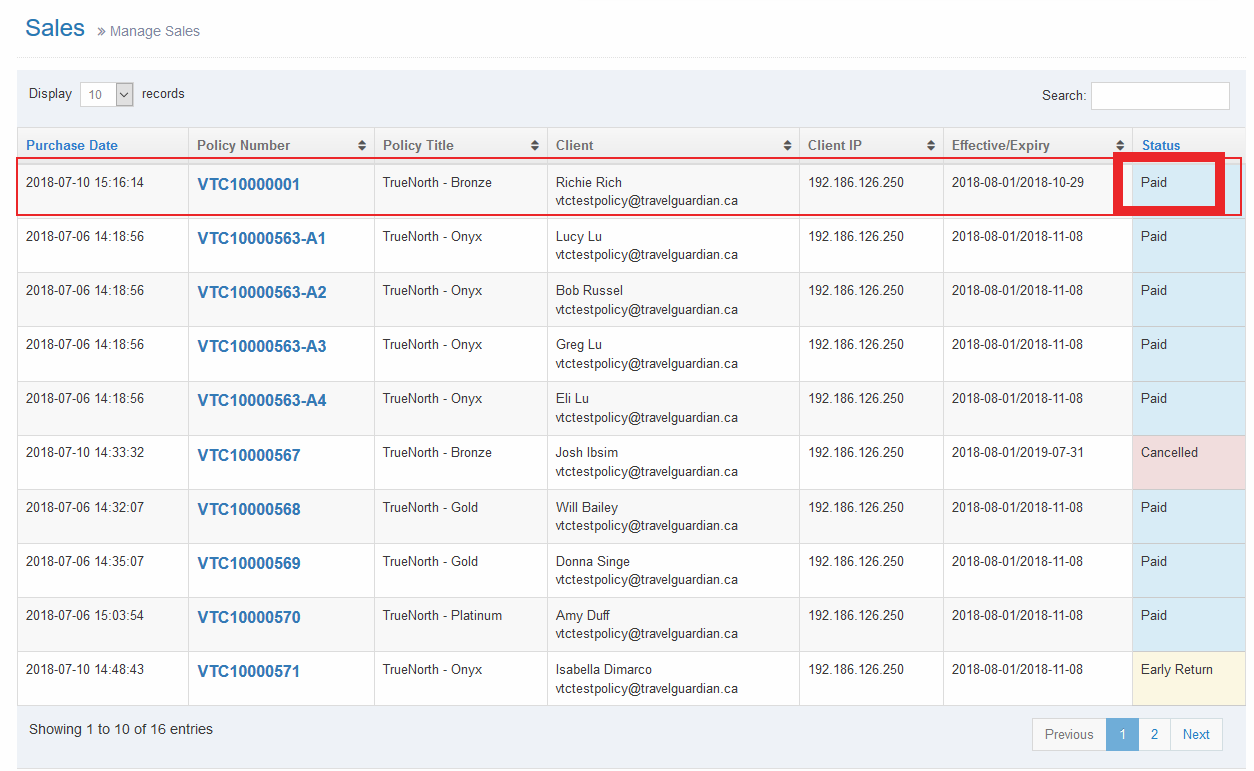 Sales » Manage Sales
Display 10 records Search:
Purchase Date Policy Number Policy Title Client Client IP Effective/Expiry Status
2018-07-10 15:16:14 VTC10000001 TrueNorth - Bronze Richie Rich 192.186.126.250 2018-08-01/2018-10-29 Paid
vtctestpolicy@travelguardian.ca
2018-07-06 14:18:56 VTC10000563-A1 TrueNorth - Onyx Lucy Lu 192.186.126.250 2018-08-01/2018-11-08 Paid
vtctestpolicy@travelguardian.ca
2018-07-06 14:18:56 VTC10000563-A2 TrueNorth - Onyx Bob Russel 192.186.126.250 2018-08-01/2018-11-08 Paid
vtctestpolicy@travelguardian.ca
2018-07-06 14:18:56 VTC10000563-A3 TrueNorth - Onyx Greg Lu 192.186.126.250 2018-08-01/2018-11-08 Paid
vtctestpolicy@travelguardian.ca
2018-07-06 14:18:56 VTC10000563-A4 TrueNorth - Onyx Eli Lu 192.186.126.250 2018-08-01/2018-11-08 Paid
vtctestpolicy@travelguardian.ca
2018-07-10 14:33:32 VTC10000567 TrueNorth - Bronze Josh Ibsim 192.186.126.250 2018-08-01/2019-07-31 Cancelled
vtctestpolicy@travelguardian.ca
2018-07-06 14:32:07 VTC10000568 TrueNorth - Gold Will Bailey 192.186.126.250 2018-08-01/2018-11-08 Paid
vtctestpolicy@travelguardian.ca
2018-07-06 14:35:07 VTC10000569 TrueNorth - Gold Donna Singe 192.186.126.250 2018-08-01/2018-11-08 Paid
vtctestpolicy@travelguardian.ca
2018-07-06 15:03:54 VTC10000570 TrueNorth - Platinum Amy Duff 192.186.126.250 2018-08-01/2018-11-08 Paid
vtctestpolicy@travelguardian.ca
2018-07-10 14:48:43 VTC10000571 TrueNorth - Onyx Isabella Dimarco 192.186.126.250 2018-08-01/2018-11-08 Early Return
vtctestpolicy@travelguardian.ca
Showing 1 to 10 of 16 entries Previous 1 2 Next